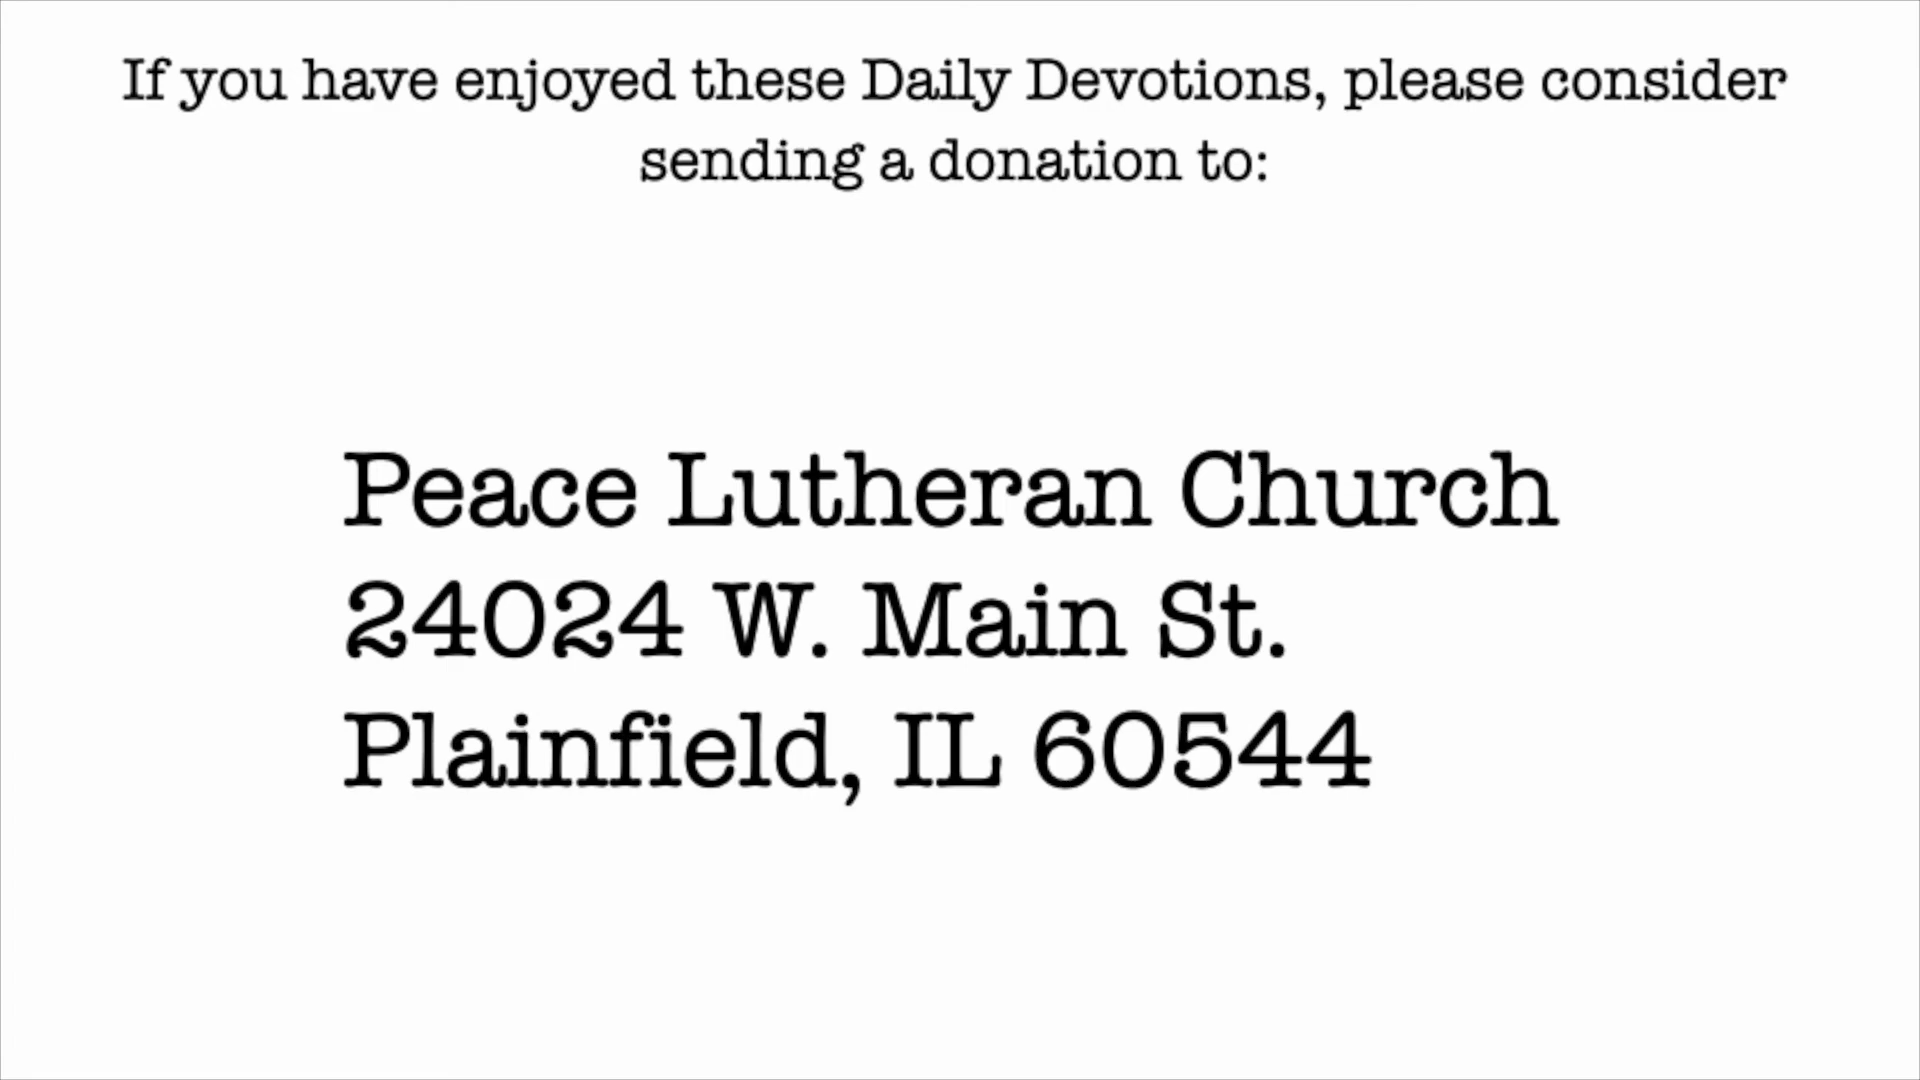 If you have enjoyed these Daily Devotions, please consider
sending a donation to:
Peace Lutheran Church
24024 W. Main St.
Plainfield, IL 60544